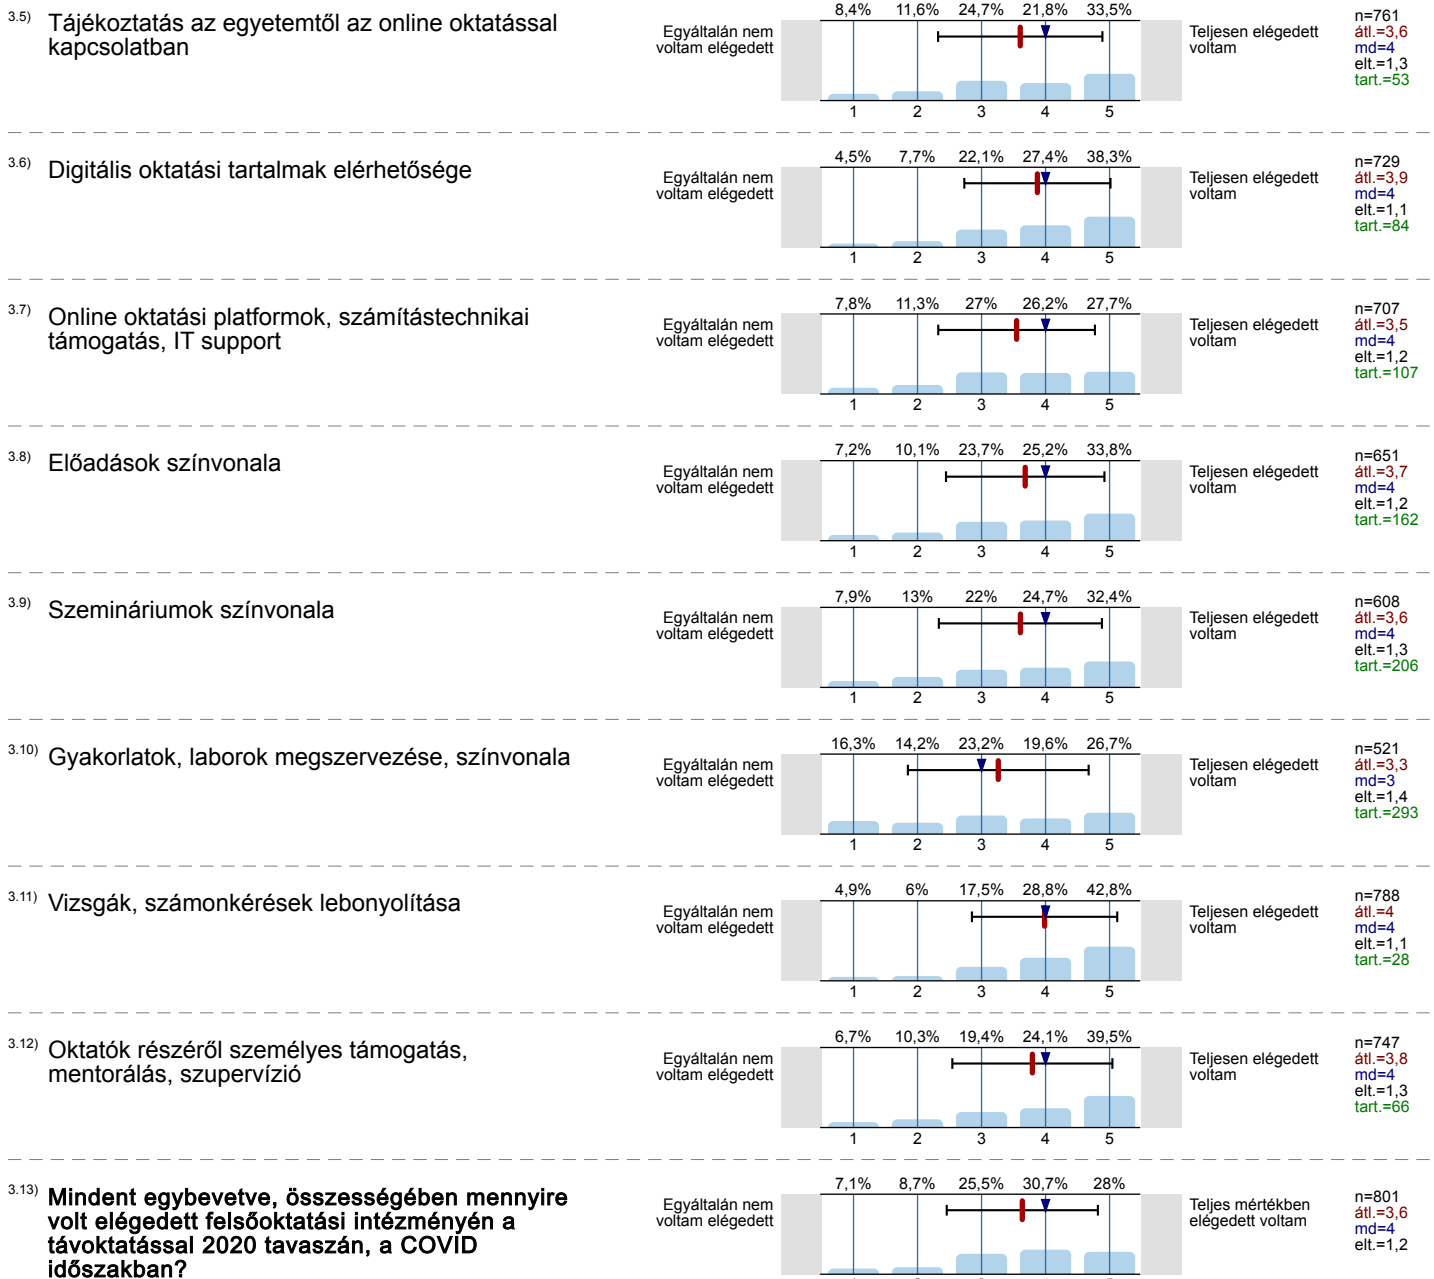 3.5) Tájékoztatás az egyetemtől az online oktatással
kapcsolatban
Egyáltalán nem
voltam elégedett
8,4% 11,6% 24,7% 21,8% 33,5%
1 2 3 4 5
Teljesen elégedett
voltam
n=761
átl.=3,6
md=4
elt.=1,3
tart.=53
3.6) Digitális oktatási tartalmak elérhetősége
Egyáltalán nem
voltam elégedett
4,5% 7,7% 22,1% 27,4% 38,3%
1 2 3 4 5
Teljesen elégedett
voltam
n=729
átl.=3,9
md=4
elt.=1,1
tart.=84
3.7) Online oktatási platformok, számítástechnikai
támogatás, IT support
Egyáltalán nem
voltam elégedett
7,8% 11,3% 27% 26,2% 27,7%
1 2 3 4 5
Teljesen elégedett
voltam
n=707
átl.=3,5
md=4
elt.=1,2
tart.=107
3.8) Előadások színvonala
Egyáltalán nem
voltam elégedett
7,2% 10,1% 23,7% 25,2% 33,8%
1 2 3 4 5
Teljesen elégedett
voltam
n=651
átl.=3,7
md=4
elt.=1,2
tart.=162
3.9) Szemináriumok színvonala
Egyáltalán nem
voltam elégedett
7,9% 13% 22% 24,7% 32,4%
1 2 3 4 5
Teljesen elégedett
voltam
n=608
átl.=3,6
md=4
elt.=1,3
tart.=206
3.10) Gyakorlatok, laborok megszervezése, színvonala
Egyáltalán nem
voltam elégedett
16,3% 14,2% 23,2% 19,6% 26,7%
1 2 3 4 5
Teljesen elégedett
voltam
n=521
átl.=3,3
md=3
elt.=1,4
tart.=293
3.11) Vizsgák, számonkérések lebonyolítása
Egyáltalán nem
voltam elégedett
4,9% 6% 17,5% 28,8% 42,8%
1 2 3 4 5
Teljesen elégedett
voltam
n=788
átl.=4
md=4
elt.=1,1
tart.=28
3.12) Oktatók részéről személyes támogatás,
mentorálás, szupervízió
Egyáltalán nem
voltam elégedett
6,7% 10,3% 19,4% 24,1% 39,5%
1 2 3 4 5
Teljesen elégedett
voltam
n=747
átl.=3,8
md=4
elt.=1,3
tart.=66
3.13) Mindent egybevetve, összességében mennyire
volt elégedett felsőoktatási intézményén a
távoktatással 2020 tavaszán, a COVID
időszakban?
Egyáltalán nem
voltam elégedett
7,1% 8,7% 25,5% 30,7% 28%
Teljes mértékben
elégedett voltam
n=801
átl.=3,6
md=4
elt.=1,2